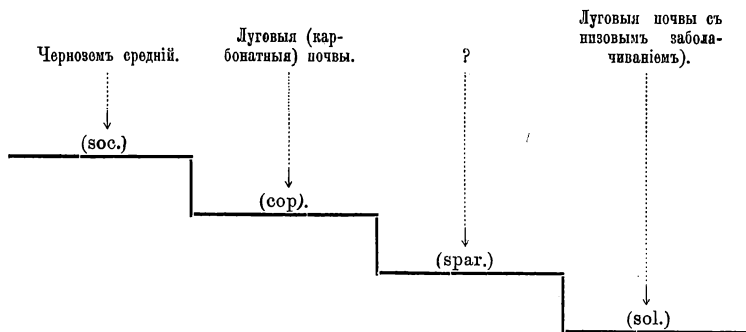 Черноземъ средній.
Луговыя (кар-
бонатныя) почвы.
?
Луговыя почвы съ
низовымъ забола-
чиваніемъ).
(soc.)
(cop).
(spar.)
(sol.)